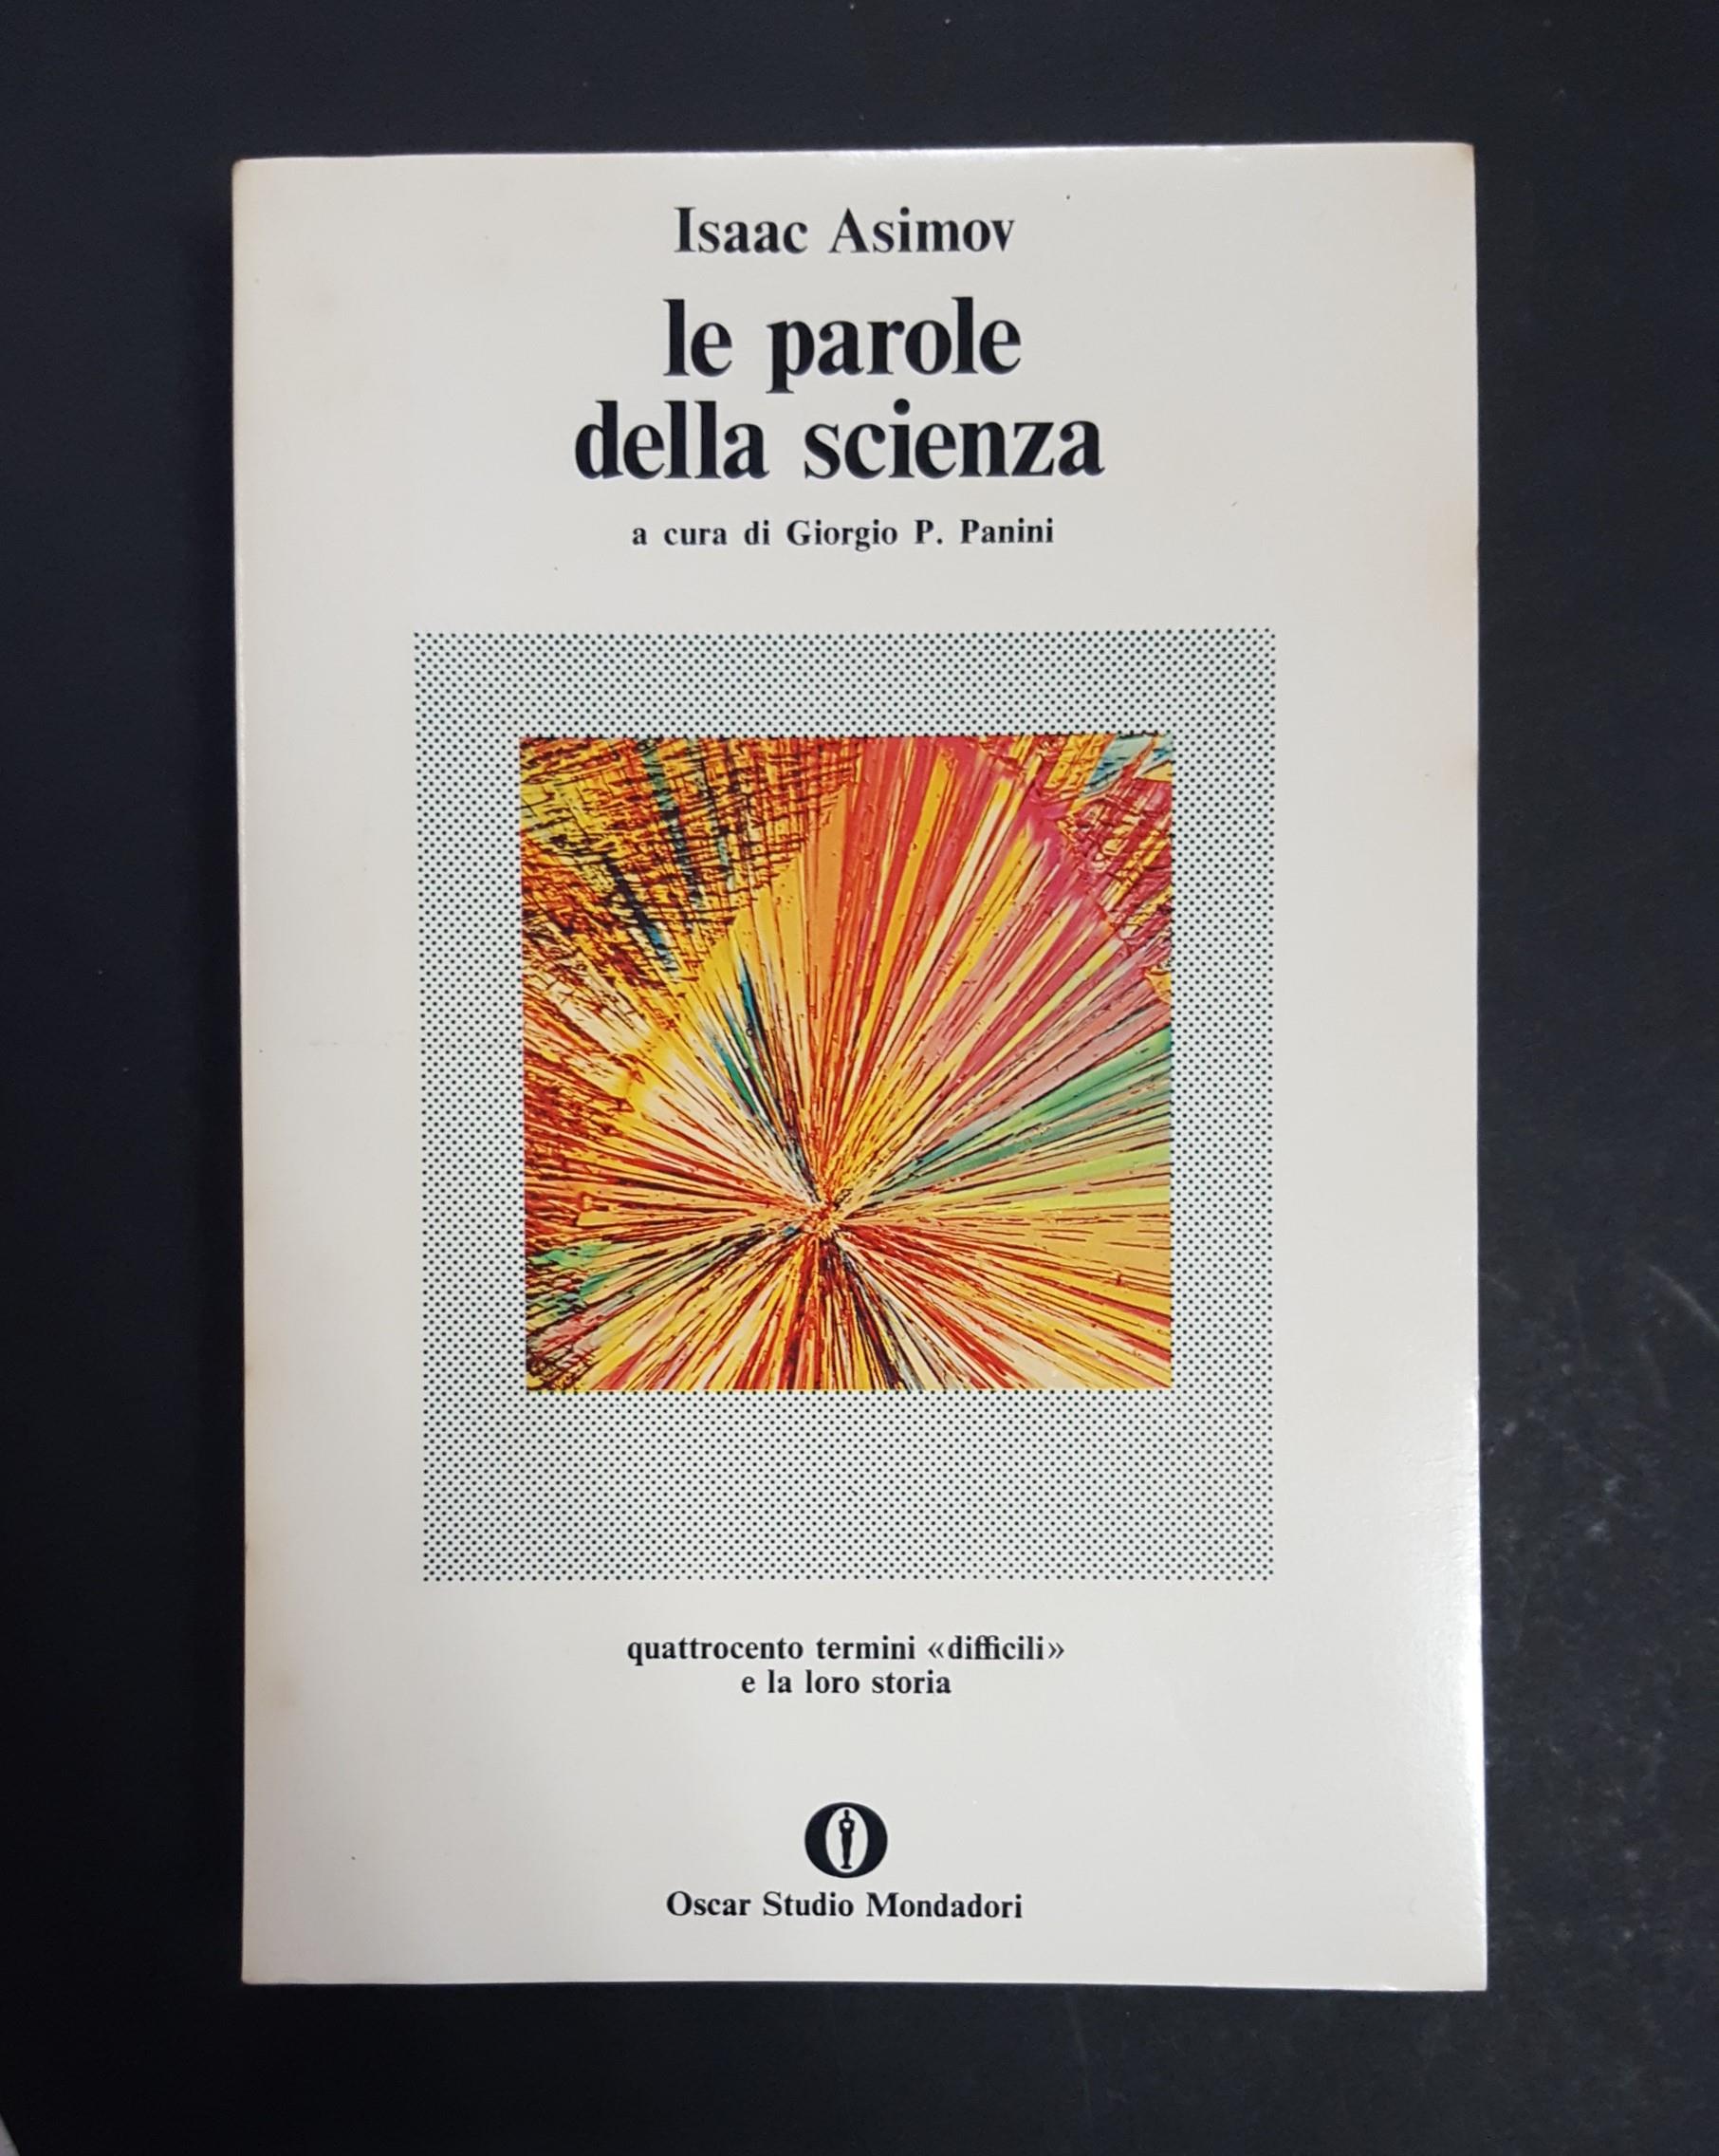 Isaac Asimov
le parole
della scienza
a cura di Giorgio P. Panini
quattrocento termini «difficili»
e la loro storia
Oscar Studio Mondadori